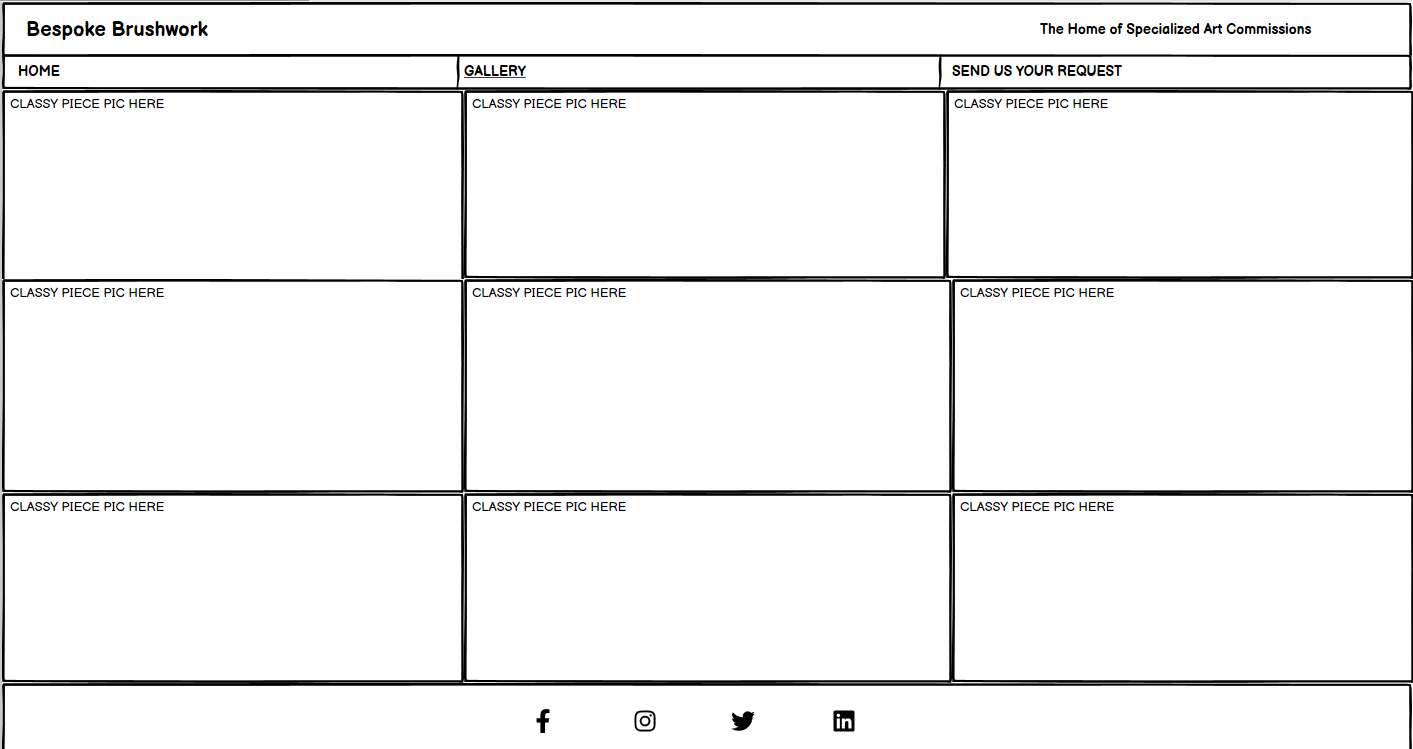 Bespoke Brushwork The Home of Specialized Art Commissions
HOME GALLERY SEND US YOUR REQUEST
CLASSY PIECE PIC HERE CLASSY PIECE PIC HERE CLASSY PIECE PIC HERE
CLASSY PIECE PIC HERE CLASSY PIECE PIC HERE CLASSY PIECE PIC HERE
CLASSY PIECE PIC HERE CLASSY PIECE PIC HERE CLASSY PIECE PIC HERE